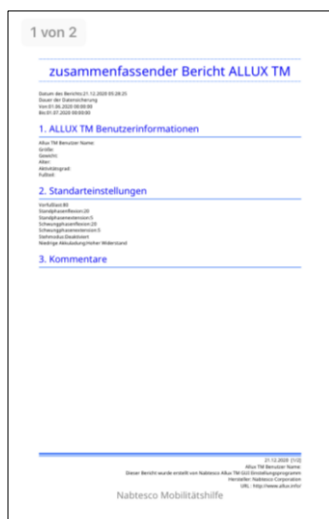 1 von 2
zusammenfassender Bericht ALLUX TM
Datum des Berichts:21.12.2020 05:28:31
Dauer der Datensicherung
Von:01.06.2020 00:00:00
Bis:01.07.2020 00:00:00
1. ALLUX TM Benutzerinformationen
Allux TM Benutzer Name:
Größe:
Gewicht:
Alter:
Aktivitätsgrad:
Fußteil:
2. Standarteinstellungen
Vorfußlast:80
Standphasenflexion:20
Standphasenextension:5
Schwungphasenflexion:20
Schwungphasenextension:5
Stehmodus:Deaktiviert
Niedrige Akkuladung:Hoher Widerstand
3. Kommentare
21.12.2020 [1/2]
Allux TM Benutzer Name:
Dieser Bericht wurde erstellt von Nabtesco Allux TM GUI Einstellungsprogramm
Hersteller: Nabtesco Corporation
URL : http://www.allux.info/
Nabtesco Mobilitätshilfe